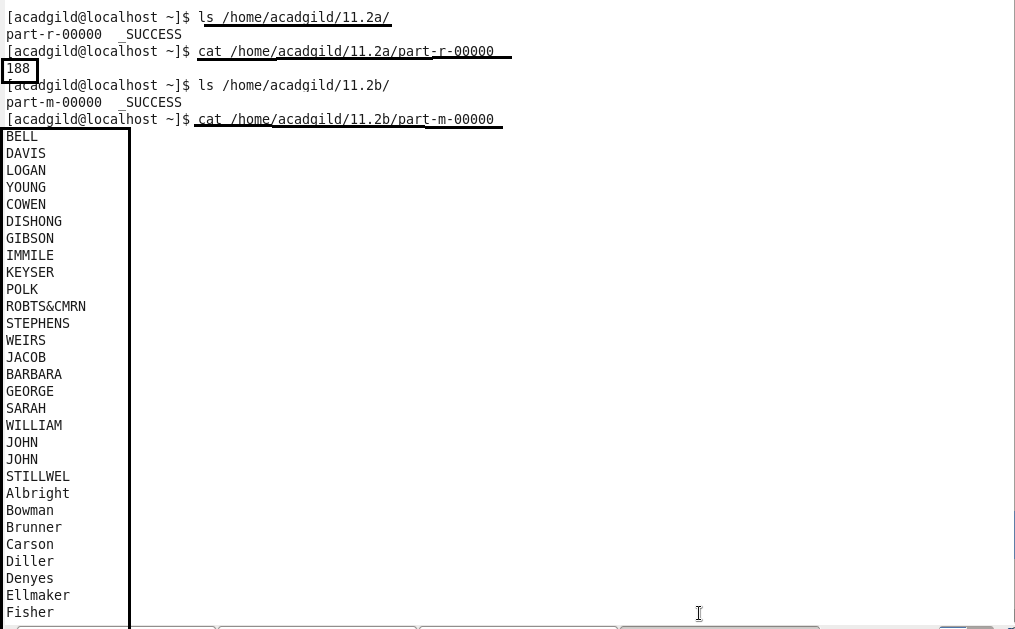 [acadgild@localhost ~]$ ls /home/acadgild/11.2a/
part-r-00000  _SUCCESS
[acadgild@localhost ~]$ cat /home/acadgild/11.2a/part-r-00000
188
[acadgild@localhost ~]$ ls /home/acadgild/11.2b/
part-m-00000  _SUCCESS
[acadgild@localhost ~]$ cat /home/acadgild/11.2b/part-m-00000
BELL
DAVIS
LOGAN
YOUNG
COWEN
DISHONG
GIBSON
IMMILE
KEYSER
POLK
ROBTS&CMRN
STEPHENS
WEIRS
JACOB
BARBARA
GEORGE
SARAH
WILLIAM
JOHN
JOHN
STILLWEL
Albright
Bowman
Brunner
Carson
Diller
Denyes
Ellmaker
Fisher